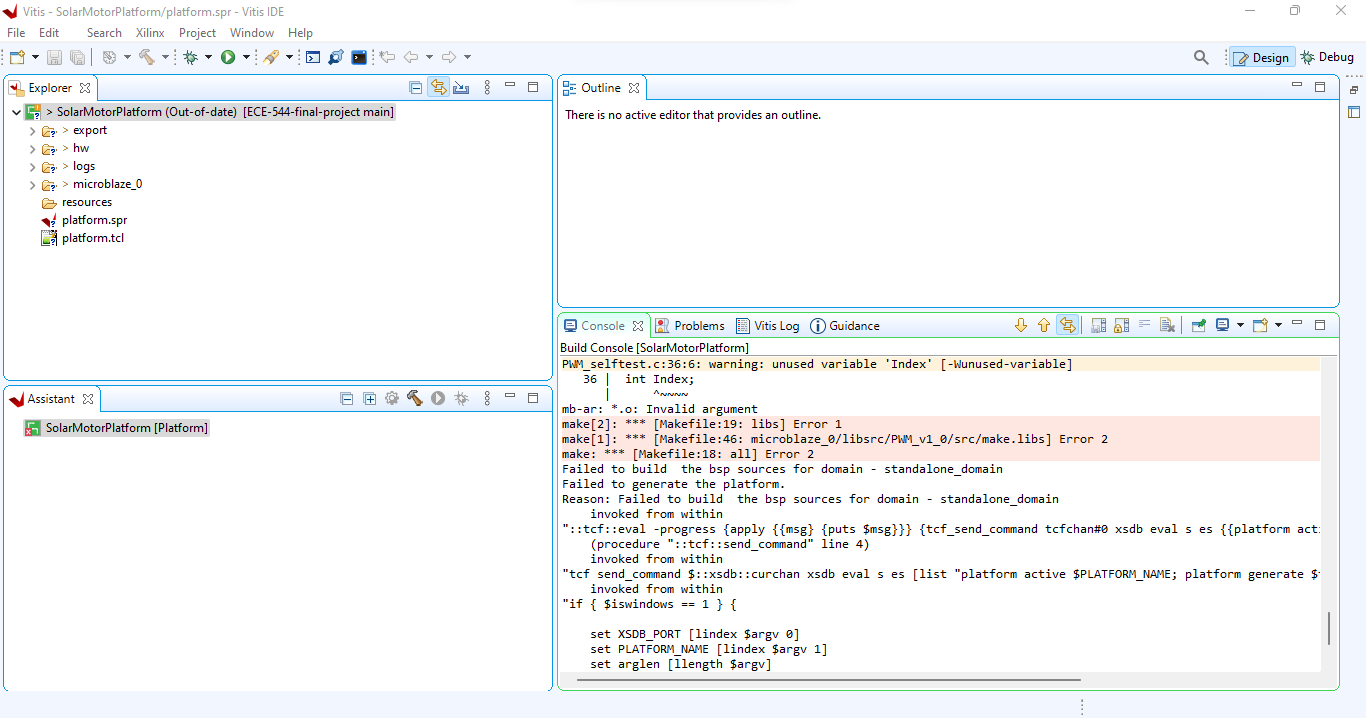 Vitis - SolarMotorPlatform/platform.spr - Vitis IDE
File Edit Search Xilinx Project Window Help
Design Debug
Explorer
> SolarMotorPlatform (Out-of-date) [ECE-544-final-project main]
> export
> hw
> logs
> microblaze_0
resources
platform.spr
platform.tcl
Outline
There is no active editor that provides an outline.
Assistant
SolarMotorPlatform [Platform]
Console Problems Vitis Log Guidance
Build Console [SolarMotorPlatform]
PWM_selftest.c:36:6: warning: unused variable 'Index' [-Wunused-variable]
36 | int Index;
| ^~~~~
mb-ar: *.o: Invalid argument
make[2]: *** [Makefile:19: libs] Error 1
make[1]: *** [Makefile:46: microblaze_0/libsrc/PWM_v1_0/src/make.libs] Error 2
make: *** [Makefile:18: all] Error 2
Failed to build  the bsp sources for domain - standalone_domain
Failed to generate the platform.
Reason: Failed to build  the bsp sources for domain - standalone_domain
invoked from within
"::tcf::eval -progress {apply {{msg} {puts $msg}}} {tcf_send_command tcfchan#0 xsdb eval s es {{platform act
(procedure "::tcf::send_command" line 4)
invoked from within
"tcf send_command $::xsdb::curchan xsdb eval s es [list "platform active $PLATFORM_NAME; platform generate $
invoked from within
"if { $iswindows == 1 } {
set XSDB_PORT [lindex $argv 0]
set PLATFORM_NAME [lindex $argv 1]
set arglen [llength $argv]